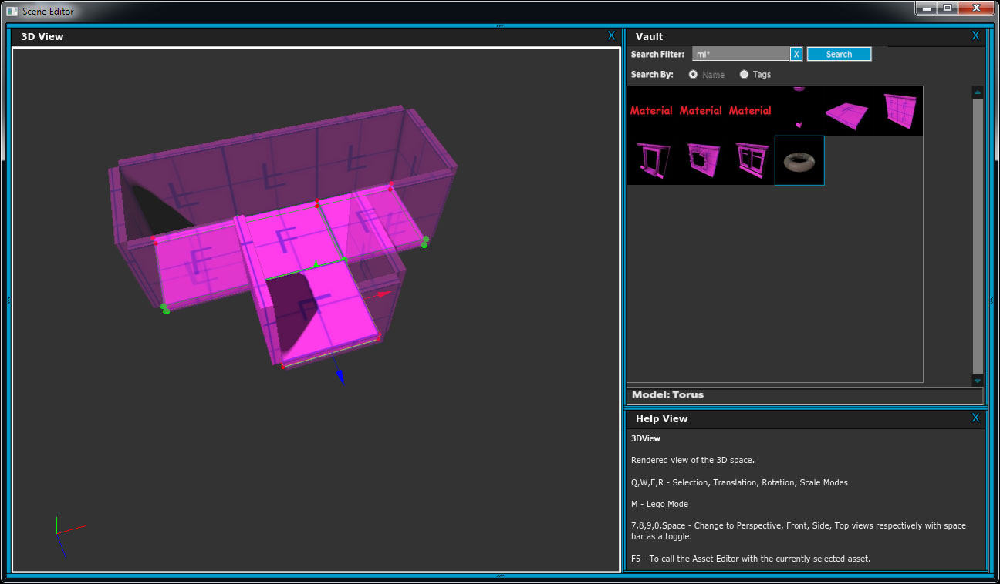 Scene Editor
3D View X
Vault X
Search Filter: ml* X Search
Search By: Name Tags
Material Material Material
Model: Torus
Help View X
3DView
Rendered view of the 3D space.
Q,W,E,R - Selection, Translation, Rotation, Scale Modes
M - Lego Mode
7,8,9,0,Space - Change to Perspective, Front, Side, Top views respectively with space
bar as a toggle.
F5 - To call the Asset Editor with the currently selected asset.